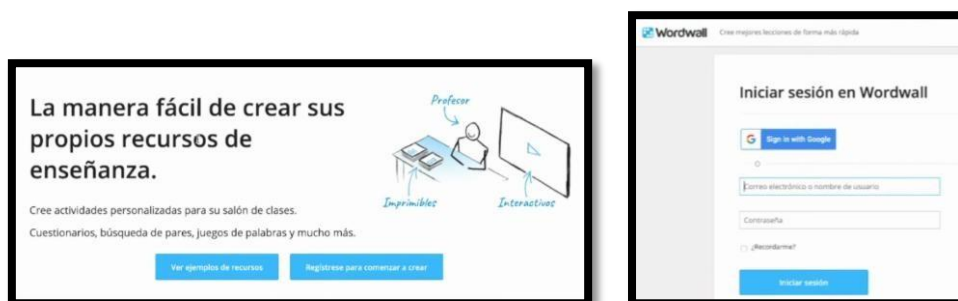 La manera fácil de crear sus
propios recursos de
enseñanza.
Profesor
Imprimibles
Interactivos
Cree actividades personalizadas para su salón de clases.
Cuestionarios, búsqueda de pares, juegos de palabras y mucho más.
Ver ejemplos de recursos
Regístrese para comenzar a crear
Wordwall
Cree mejores lecciones de forma más rápida
Iniciar sesión en Wordwall
G Sign in with Google
O
Correo electrónico o nombre de usuario
Contraseña
¿Recordarme?
Iniciar sesión